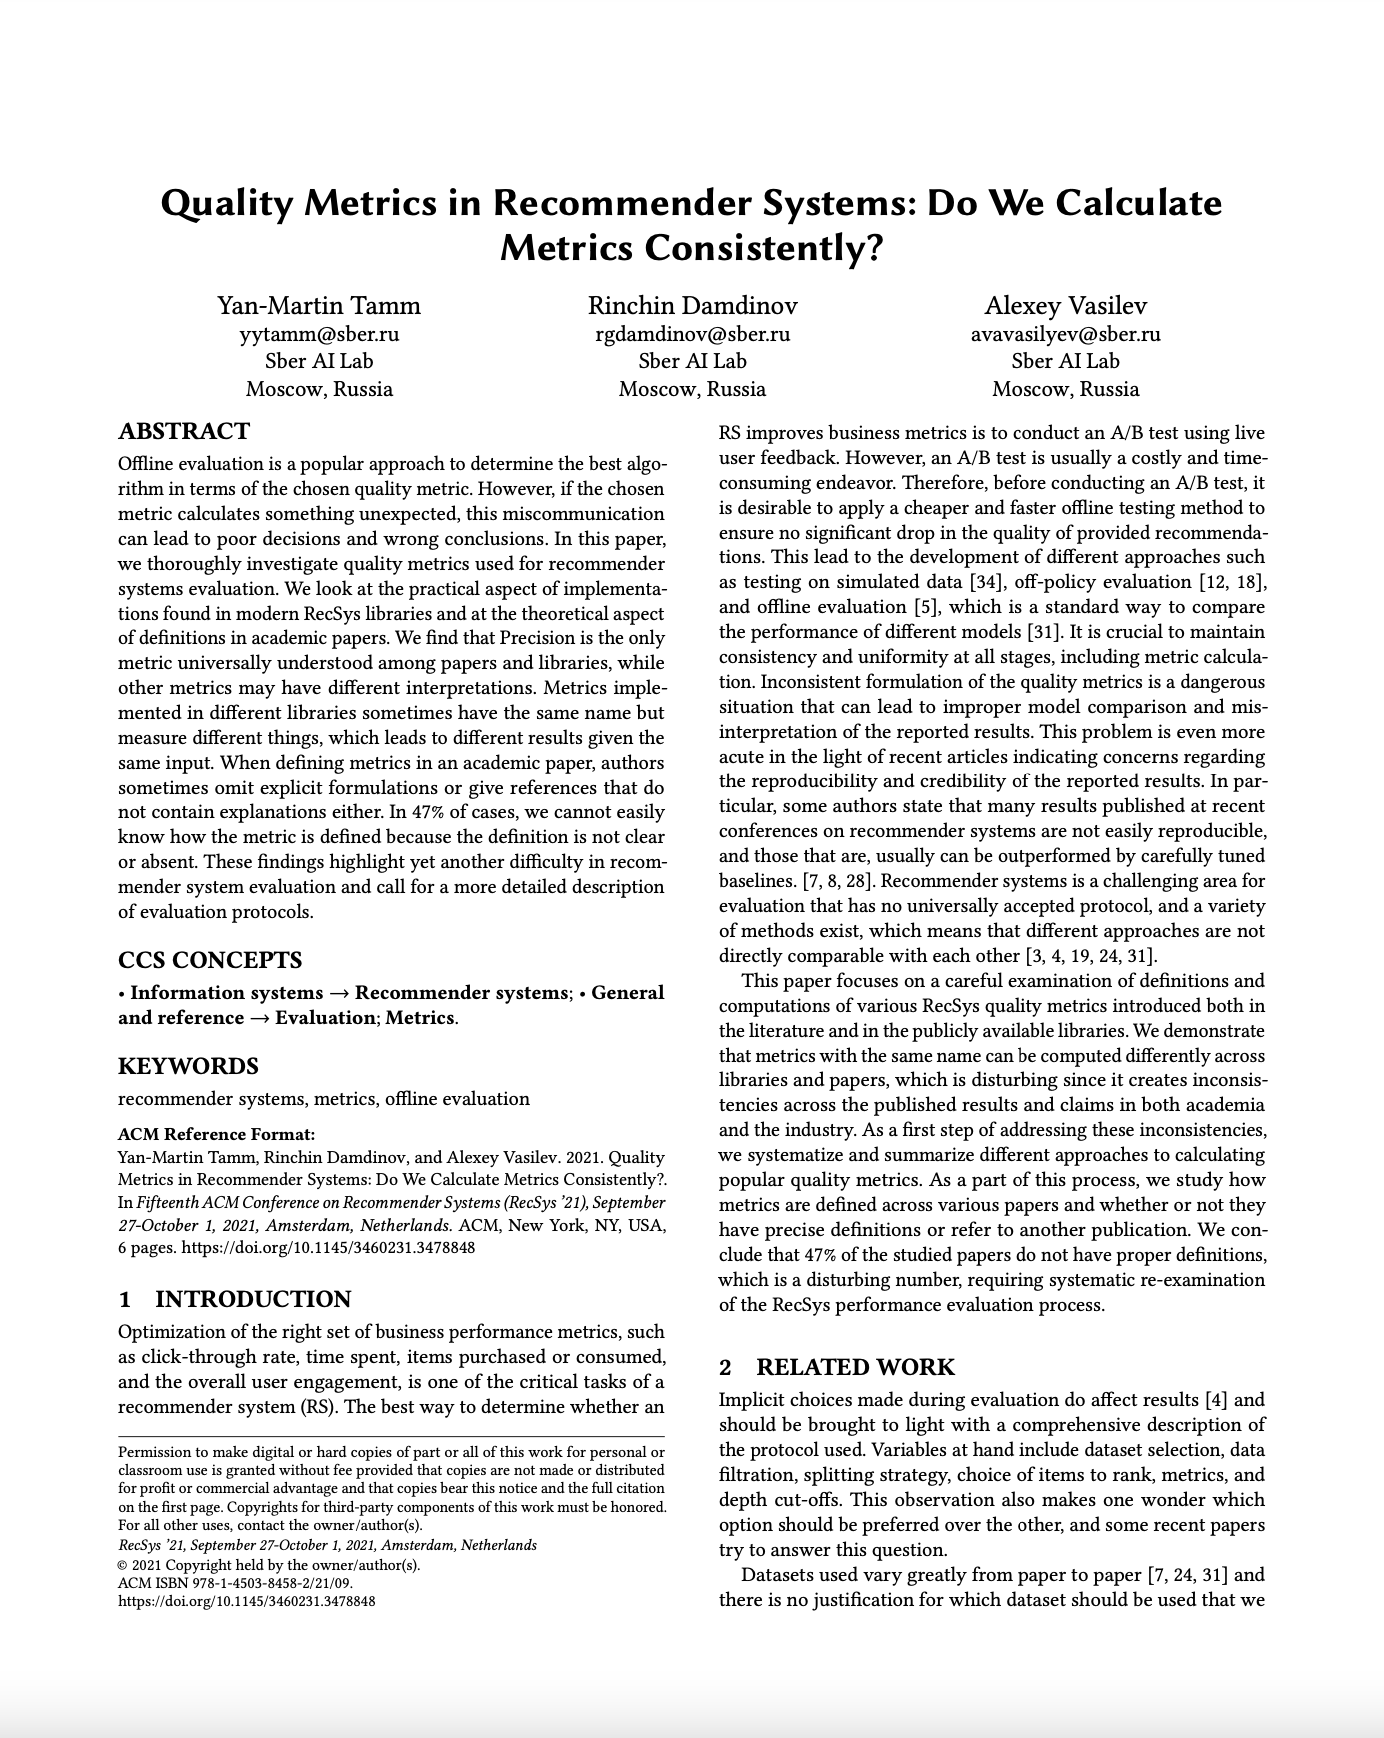 Quality Metrics in Recommender Systems: Do We Calculate
Metrics Consistently?
Yan-Martin Tamm
yytamm@sber.ru
Sber AI Lab
Moscow, Russia
Rinchin Damdinov
rgdamdinov@sber.ru
Sber AI Lab
Moscow, Russia
Alexey Vasilev
avavasilyev@sber.ru
Sber AI Lab
Moscow, Russia
ABSTRACT
Offline evaluation is a popular approach to determine the best algo-
rithm in terms of the chosen quality metric. However, if the chosen
metric calculates something unexpected, this miscommunication
can lead to poor decisions and wrong conclusions. In this paper,
we thoroughly investigate quality metrics used for recommender
systems evaluation. We look at the practical aspect of implementa-
tions found in modern RecSys libraries and at the theoretical aspect
of definitions in academic papers. We find that Precision is the only
metric universally understood among papers and libraries, while
other metrics may have different interpretations. Metrics imple-
mented in different libraries sometimes have the same name but
measure different things, which leads to different results given the
same input. When defining metrics in an academic paper, authors
sometimes omit explicit formulations or give references that do
not contain explanations either. In 47% of cases, we cannot easily
know how the metric is defined because the definition is not clear
or absent. These findings highlight yet another difficulty in recom-
mender system evaluation and call for a more detailed description
of evaluation protocols.
CCS CONCEPTS
• Information systems → Recommender systems; • General
and reference → Evaluation; Metrics.
KEYWORDS
recommender systems, metrics, offline evaluation
ACM Reference Format:
Yan-Martin Tamm, Rinchin Damdinov, and Alexey Vasilev. 2021. Quality
Metrics in Recommender Systems: Do We Calculate Metrics Consistently?.
In Fifteenth ACM Conference on Recommender Systems (RecSys ’21), September
27-October 1, 2021, Amsterdam, Netherlands. ACM, New York, NY, USA,
6 pages. https://doi.org/10.1145/3460231.3478848
1 INTRODUCTION
Optimization of the right set of business performance metrics, such
as click-through rate, time spent, items purchased or consumed,
and the overall user engagement, is one of the critical tasks of a
recommender system (RS). The best way to determine whether an
Permission to make digital or hard copies of part or all of this work for personal or
classroom use is granted without fee provided that copies are not made or distributed
for profit or commercial advantage and that copies bear this notice and the full citation
on the first page. Copyrights for third-party components of this work must be honored.
For all other uses, contact the owner/author(s).
RecSys ’21, September 27-October 1, 2021, Amsterdam, Netherlands
© 2021 Copyright held by the owner/author(s).
ACM ISBN 978-1-4503-8458-2/21/09.
https://doi.org/10.1145/3460231.3478848
RS improves business metrics is to conduct an A/B test using live
user feedback. However, an A/B test is usually a costly and time-
consuming endeavor. Therefore, before conducting an A/B test, it
is desirable to apply a cheaper and faster offline testing method to
ensure no significant drop in the quality of provided recommenda-
tions. This lead to the development of different approaches such
as testing on simulated data [34], off-policy evaluation [12, 18],
and offline evaluation [5], which is a standard way to compare
the performance of different models [31]. It is crucial to maintain
consistency and uniformity at all stages, including metric calcula-
tion. Inconsistent formulation of the quality metrics is a dangerous
situation that can lead to improper model comparison and mis-
interpretation of the reported results. This problem is even more
acute in the light of recent articles indicating concerns regarding
the reproducibility and credibility of the reported results. In par-
ticular, some authors state that many results published at recent
conferences on recommender systems are not easily reproducible,
and those that are, usually can be outperformed by carefully tuned
baselines. [7, 8, 28]. Recommender systems is a challenging area for
evaluation that has no universally accepted protocol, and a variety
of methods exist, which means that different approaches are not
directly comparable with each other [3, 4, 19, 24, 31].
This paper focuses on a careful examination of definitions and
computations of various RecSys quality metrics introduced both in
the literature and in the publicly available libraries. We demonstrate
that metrics with the same name can be computed differently across
libraries and papers, which is disturbing since it creates inconsis-
tencies across the published results and claims in both academia
and the industry. As a first step of addressing these inconsistencies,
we systematize and summarize different approaches to calculating
popular quality metrics. As a part of this process, we study how
metrics are defined across various papers and whether or not they
have precise definitions or refer to another publication. We con-
clude that 47% of the studied papers do not have proper definitions,
which is a disturbing number, requiring systematic re-examination
of the RecSys performance evaluation process.
2 RELATED WORK
Implicit choices made during evaluation do affect results [4] and
should be brought to light with a comprehensive description of
the protocol used. Variables at hand include dataset selection, data
filtration, splitting strategy, choice of items to rank, metrics, and
depth cut-offs. This observation also makes one wonder which
option should be preferred over the other, and some recent papers
try to answer this question.
Datasets used vary greatly from paper to paper [7, 24, 31] and
there is no justification for which dataset should be used that we